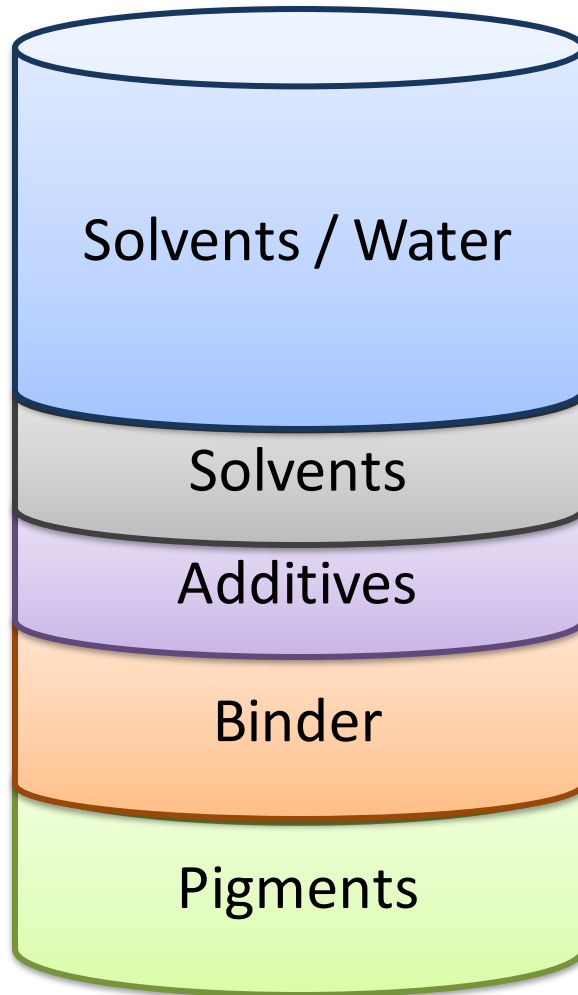 Solvents / Water
Solvents
Additives
Binder
Pigments